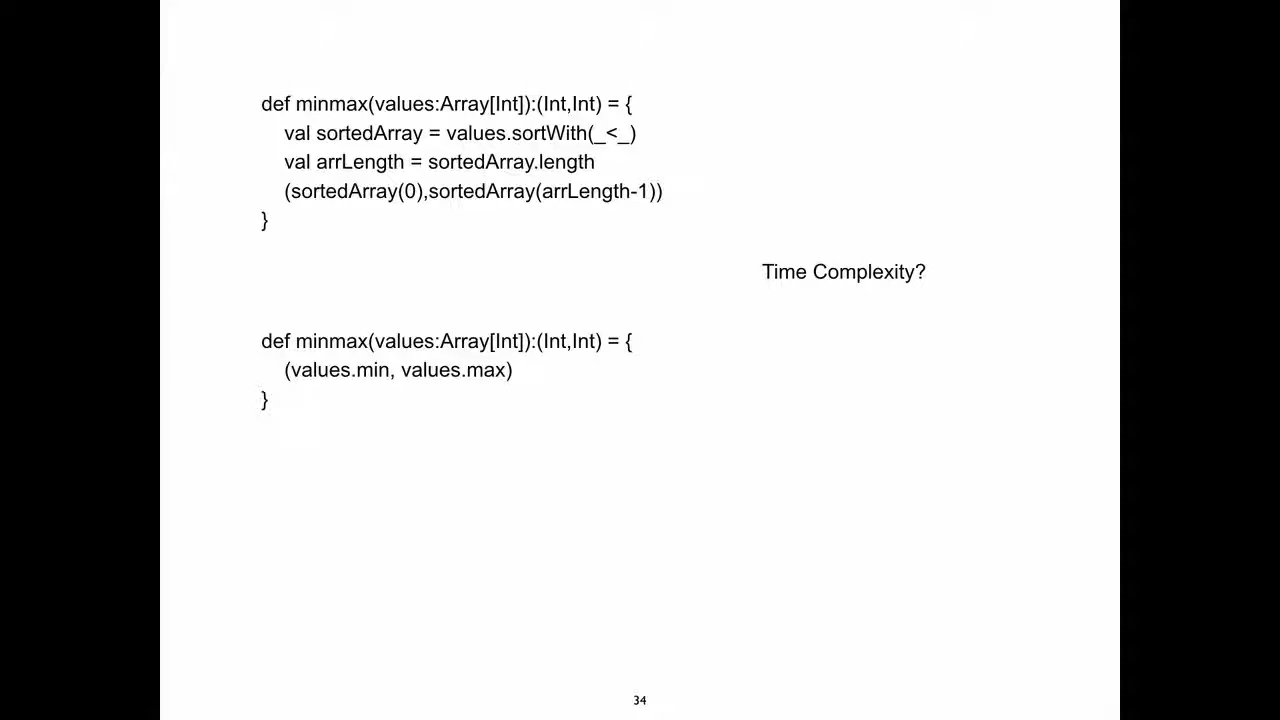 def minmax(values:Array[Int]):(Int,Int) = {
val sortedArray = values.sortWith(_<_)
val arrLength = sortedArray.length
(sortedArray(0),sortedArray(arrLength-1))
}
Time Complexity?
def minmax(values:Array[Int]):(Int,Int) = {
(values.min, values.max)
}
34